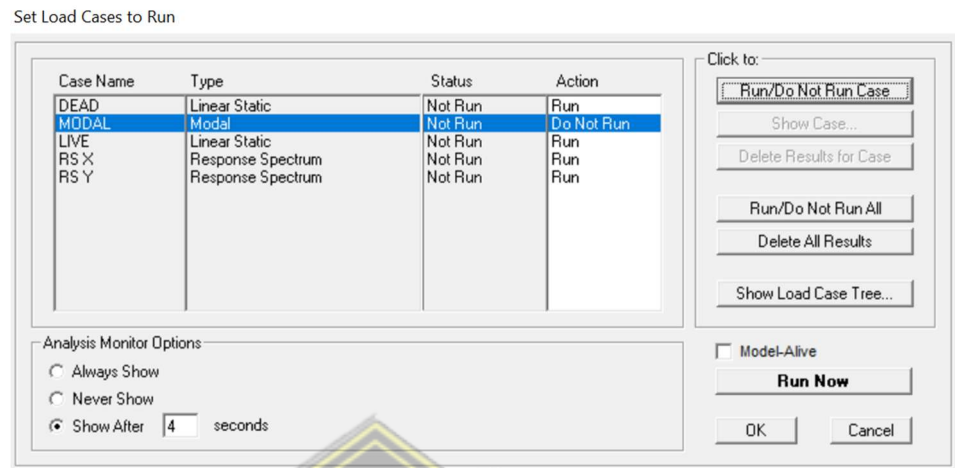 Set Load Cases to Run
Case Name Type Status Action
DEAD Linear Static Not Run Run
MODAL Modal Not Run Do Not Run
LIVE Linear Static Not Run Run
RS X Response Spectrum Not Run Run
RS Y Response Spectrum Not Run Run
Click to:
Run/Do Not Run Case
Show Case...
Delete Results for Case
Run/Do Not Run All
Delete All Results
Show Load Case Tree...
Analysis Monitor Options
Always Show
Never Show
Show After 4 seconds
Model-Alive
Run Now
OK Cancel